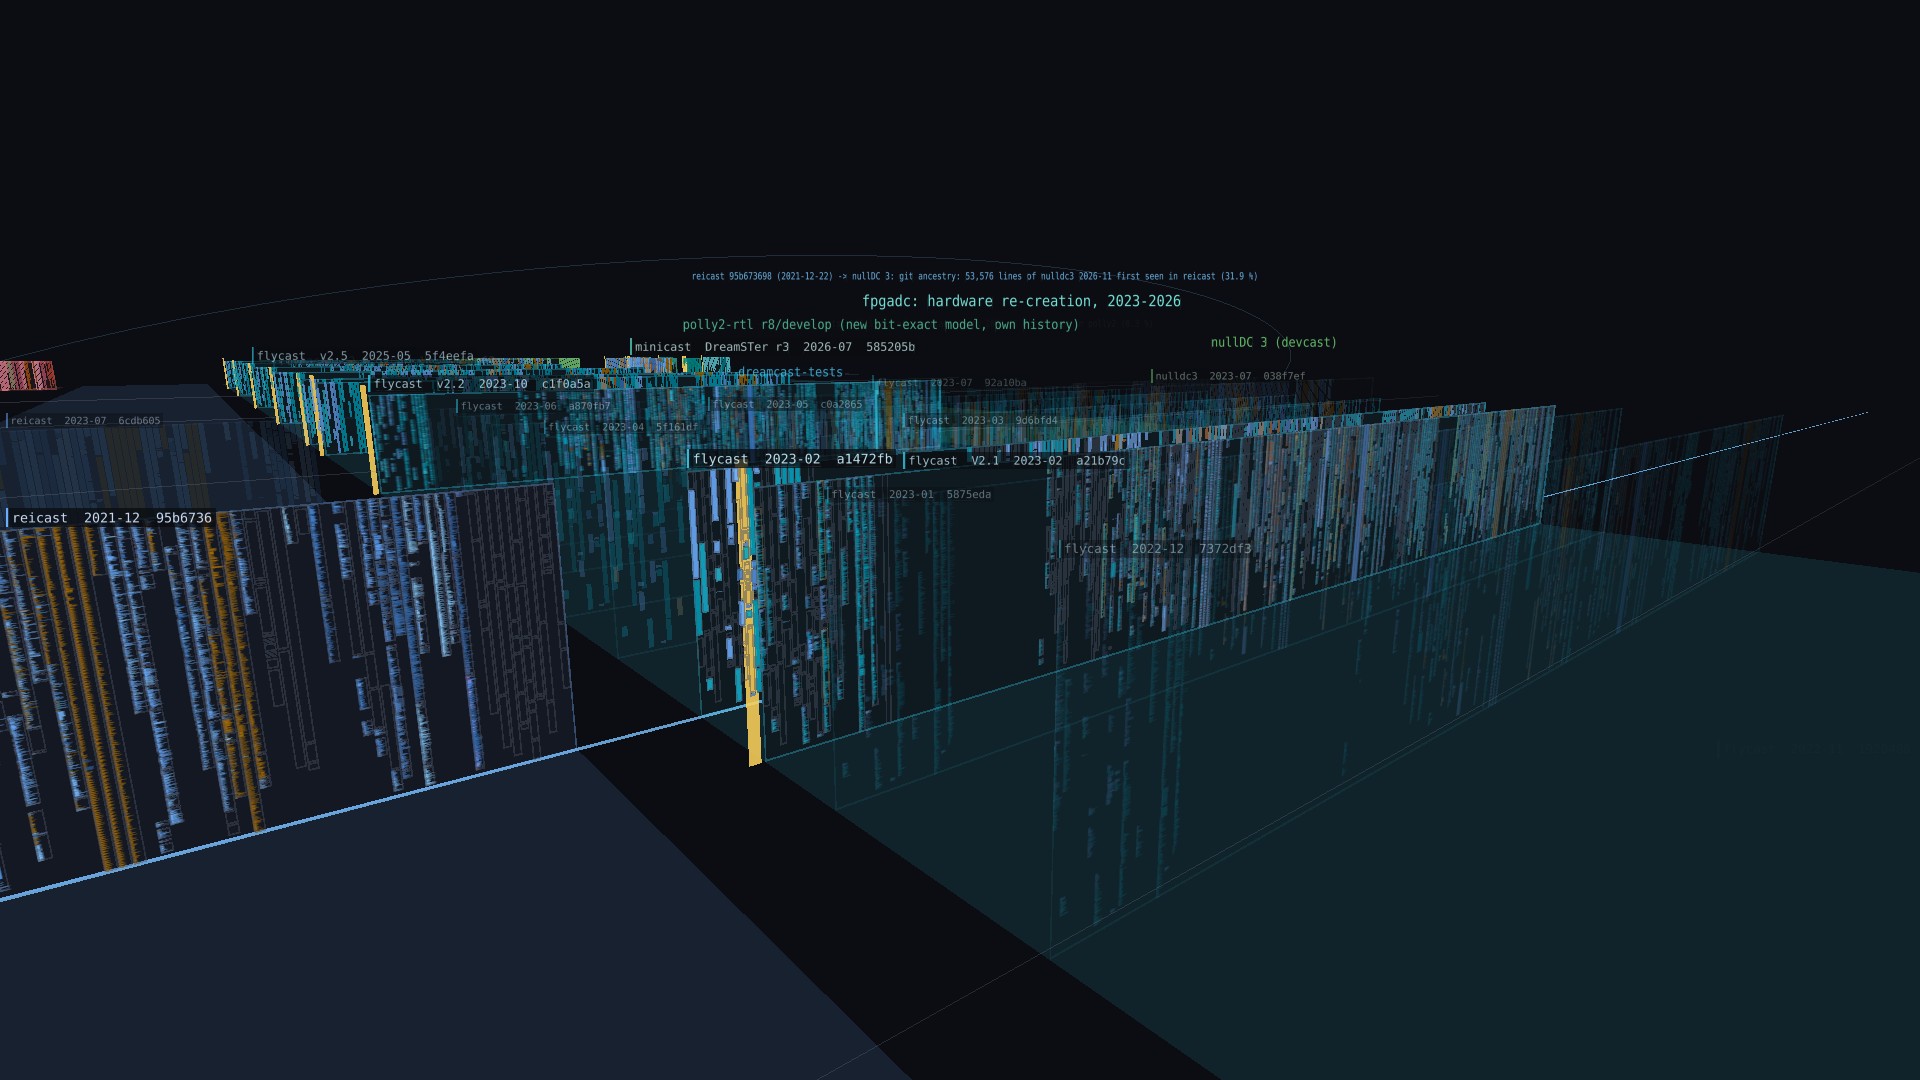 reicast 95b673698 (2021-12-22) -> nullDC 3: git ancestry: 53,576 lines of nulldc3 2026-11 first seen in reicast (31.9 %)
fpgadc: hardware re-creation, 2023-2026
polly2-rtl r8/develop (new bit-exact model, own history)
nullDC 3 (devcast)
minicast DreamSTer r3 2026-07 585205b
flycast v2.5 2025-05 5f4eefa
dreamcast-tests
nulldc3 2023-07 038f7ef
flycast v2.2 2023-10 c1f0a5a
flycast 2023-07 92a10ba
flycast 2023-06 a870fb7
flycast 2023-05 c0a2865
reicast 2023-07 6cdb605
flycast 2023-03 9d6bfd4
flycast 2023-04 5f161df
flycast 2023-02 a1472fb
flycast V2.1 2023-02 a21b79c
flycast 2023-01 5875eda
reicast 2021-12 95b6736
flycast 2022-12 7372df3